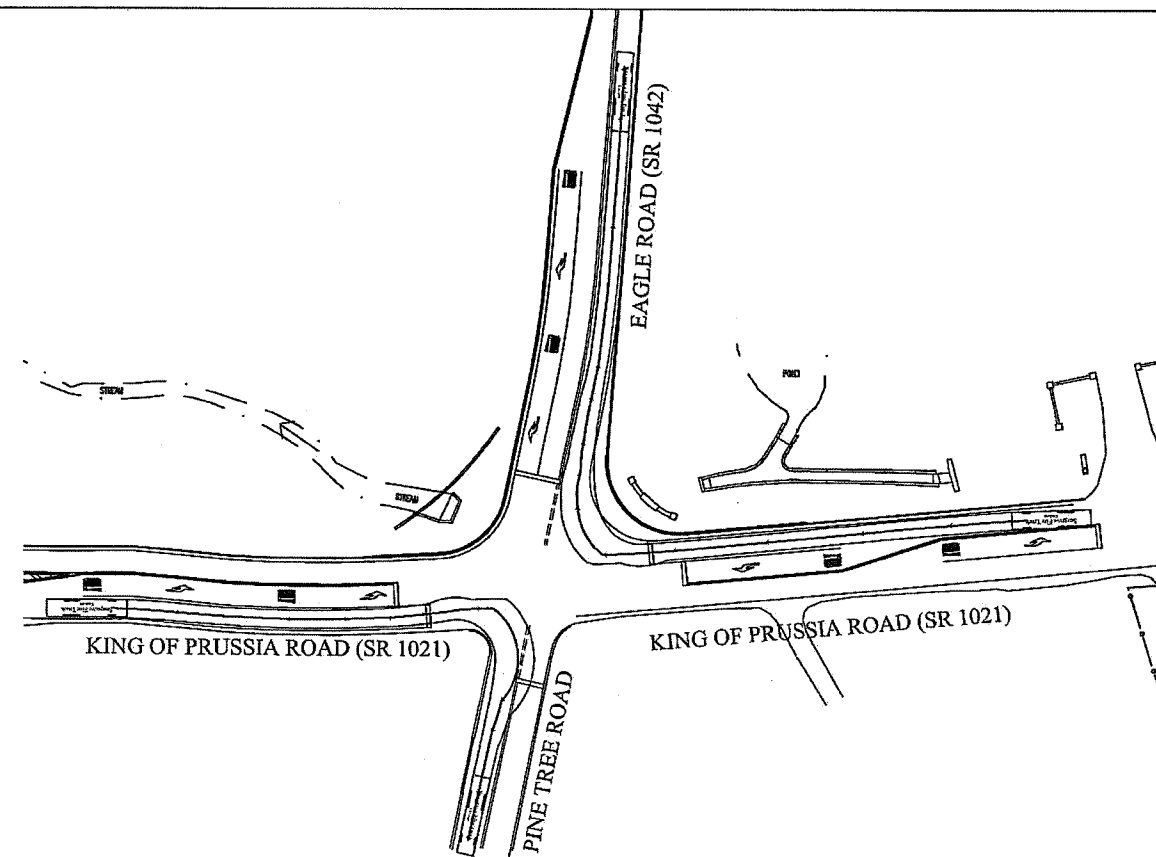 EAGLE ROAD (SR 1042)
STREAM
POND
STREAM
KING OF PRUSSIA ROAD (SR 1021)
KING OF PRUSSIA ROAD (SR 1021)
PINE TREE ROAD